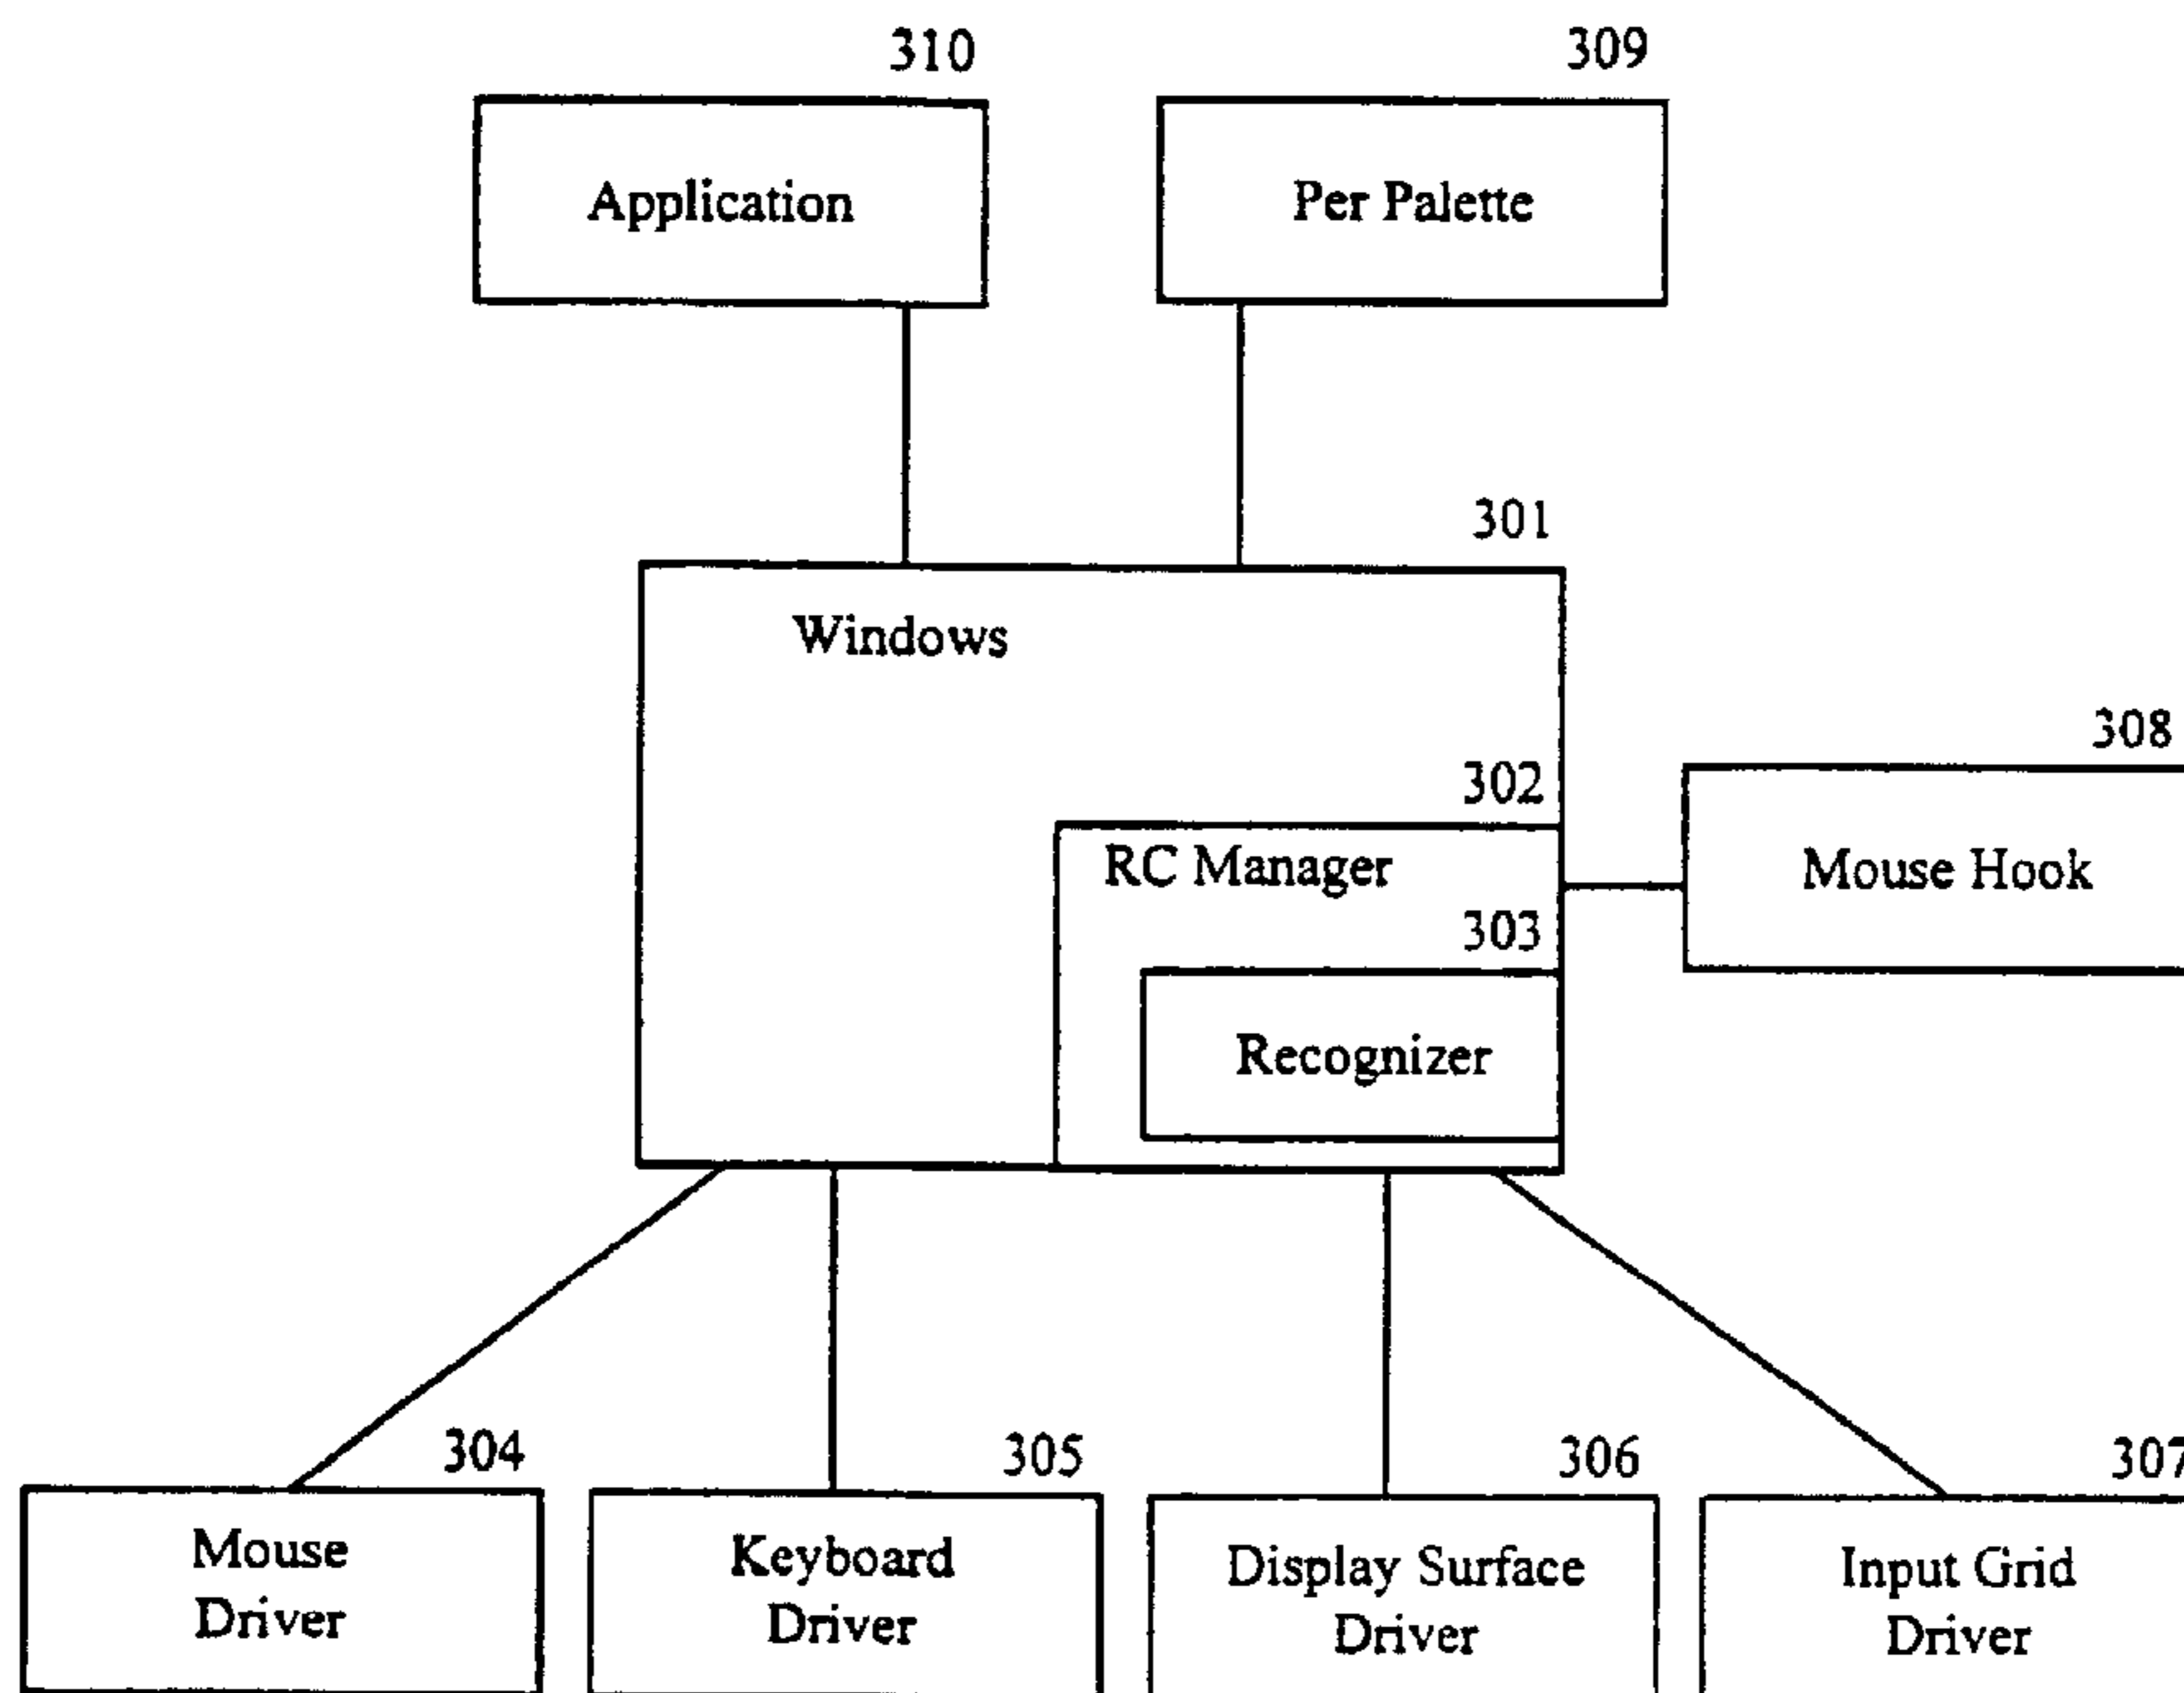 310
309
Application
Per Palette
301
Windows
308
302
RC Manager
Mouse Hook
303
Recognizer
304
305
306
307
Mouse
Driver
Keyboard
Driver
Display Surface
Driver
Input Grid
Driver